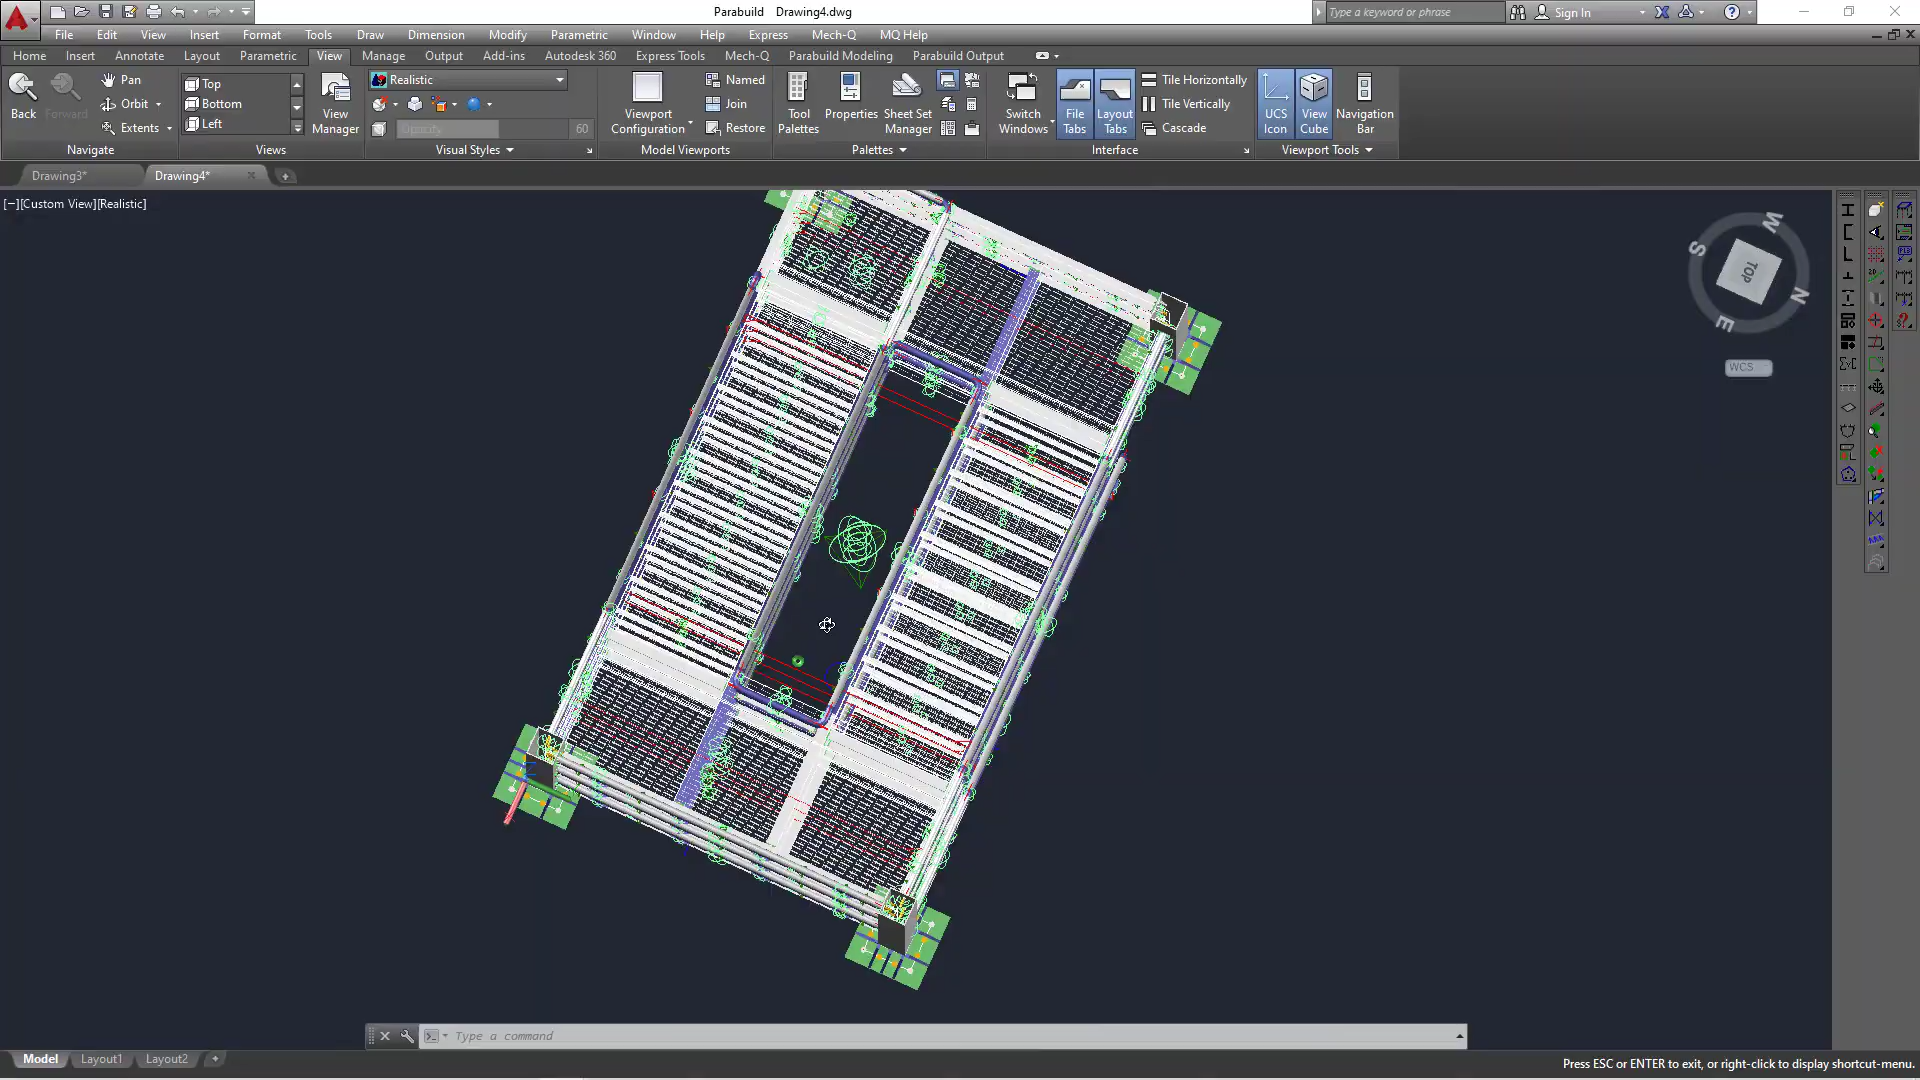 Parabuild Drawing4.dwg
Type a keyword or phrase
Sign In
File Edit View Insert Format Tools Draw Dimension Modify Parametric Window Help Express Mech-Q MQ Help
Home Insert Annotate Layout Parametric View Manage Output Add-ins Autodesk 360 Express Tools Mech-Q Parabuild Modeling Parabuild Output
Back
Forward
Pan
Orbit
Extents
Navigate
Top
Bottom
Left
View
Manager
Views
Realistic
Opacity 60
Visual Styles
Viewport
Configuration
Named
Join
Restore
Model Viewports
Tool
Palettes
Properties
Sheet Set
Manager
Palettes
Switch
Windows
File
Tabs
Layout
Tabs
Tile Horizontally
Tile Vertically
Cascade
Interface
UCS
Icon
View
Cube
Navigation
Bar
Viewport Tools
Drawing3*
Drawing4*
[−][Custom View][Realistic]
W
S
TOP
N
E
WCS
Type a command
Model Layout1 Layout2
Press ESC or ENTER to exit, or right-click to display shortcut-menu.